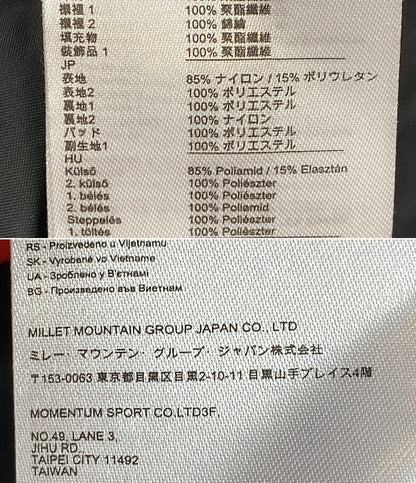 襯裡 1 100% 聚酯纖維
襯裡 2 100% 錦綸
填充物 100% 聚酯纖維
裝飾品 1 100% 聚酯纖維
JP
表地 85% ナイロン / 15% ポリウレタン
表地2 100% ポリエステル
裏地1 100% ポリエステル
裏地2 100% ナイロン
パッド 100% ポリエステル
副生地1 100% ポリエステル
HU
Külső 85% Poliamid / 15% Elasztán
2. külső 100% Poliészter
1. bélés 100% Poliészter
2. bélés 100% Poliamid
Steppelés 100% Poliészter
1. töltés 100% Poliészter
RS - Proizvedeno u Vijetnamu
SK - Vyrobené vo Vietname
UA - Зроблено у В'єтнамі
BG - Произведено във Виетнам
MILLET MOUNTAIN GROUP JAPAN CO., LTD
ミレー・マウンテン・グループ・ジャパン株式会社
〒153-0063 東京都目黒区目黒2-10-11 目黒山手プレイス4階
MOMENTUM SPORT CO.LTD3F,
NO.49, LANE 3,
JIHU RD.,
TAIPEI CITY 11492
TAIWAN